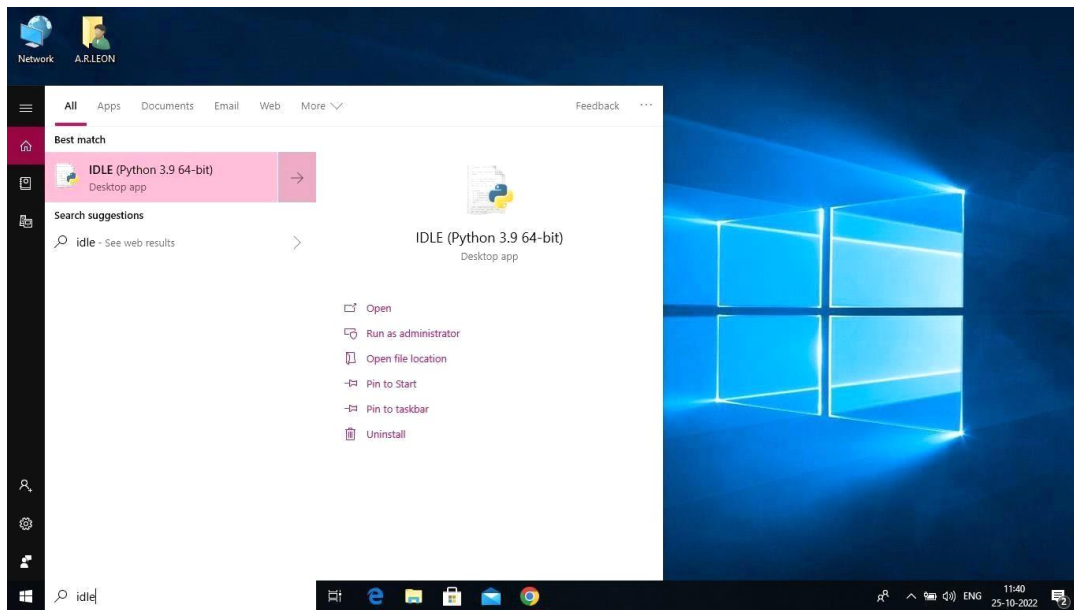 Network
A.R.LEON
All Apps Documents Email Web More Feedback ...
Best match
IDLE (Python 3.9 64-bit)
Desktop app
Search suggestions
idle - See web results
IDLE (Python 3.9 64-bit)
Desktop app
Open
Run as administrator
Open file location
Pin to Start
Pin to taskbar
Uninstall
idle
ENG
11:40
25-10-2022
2